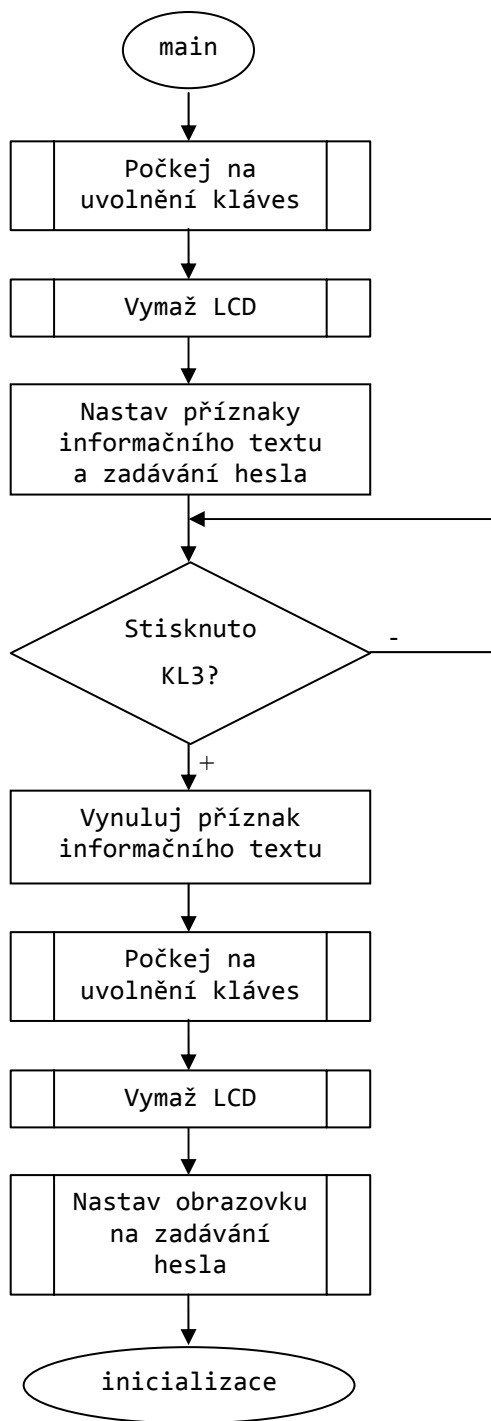 main
Počkej na
uvolnění kláves
Vymaž LCD
Nastav příznaky
informačního textu
a zadávání hesla
Stisknuto
KL3?
-
+
Vynuluj příznak
informačního textu
Počkej na
uvolnění kláves
Vymaž LCD
Nastav obrazovku
na zadávání
hesla
inicializace